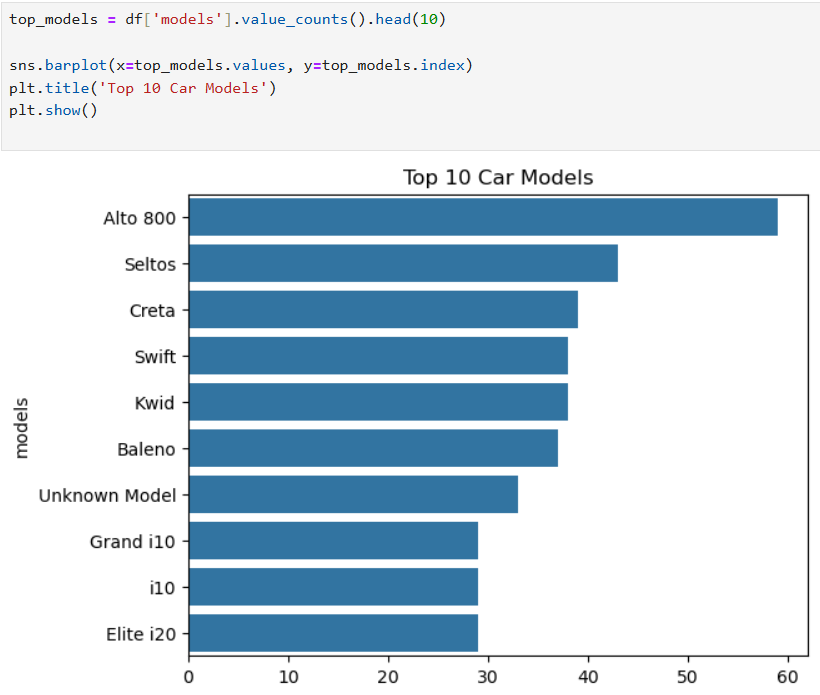 top_models = df['models'].value_counts().head(10)
sns.barplot(x=top_models.values, y=top_models.index)
plt.title('Top 10 Car Models')
plt.show()
Top 10 Car Models
models
Alto 800
Seltos
Creta
Swift
Kwid
Baleno
Unknown Model
Grand i10
i10
Elite i20
0 10 20 30 40 50 60